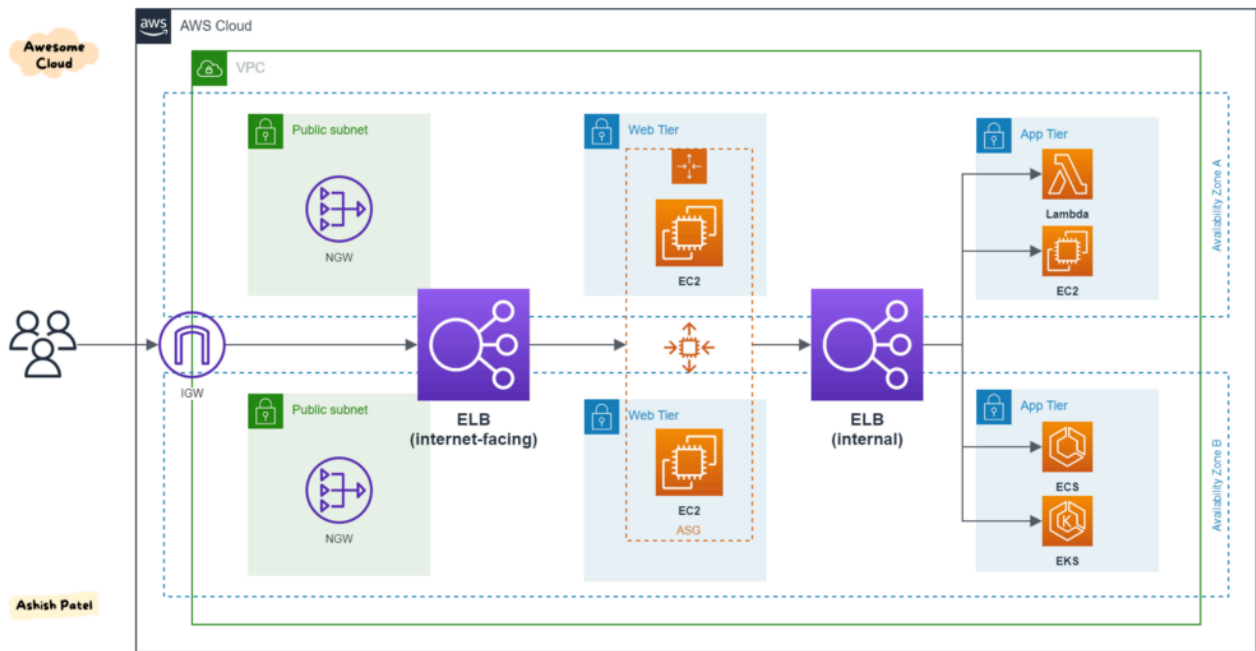 Awesome
Cloud
aws
AWS Cloud
VPC
Public subnet
NGW
Web Tier
EC2
App Tier
Lambda
EC2
Availability Zone A
IGW
ELB
(internet-facing)
ELB
(internal)
Public subnet
NGW
Web Tier
EC2
ASG
App Tier
ECS
K
EKS
Availability Zone B
Ashish Patel